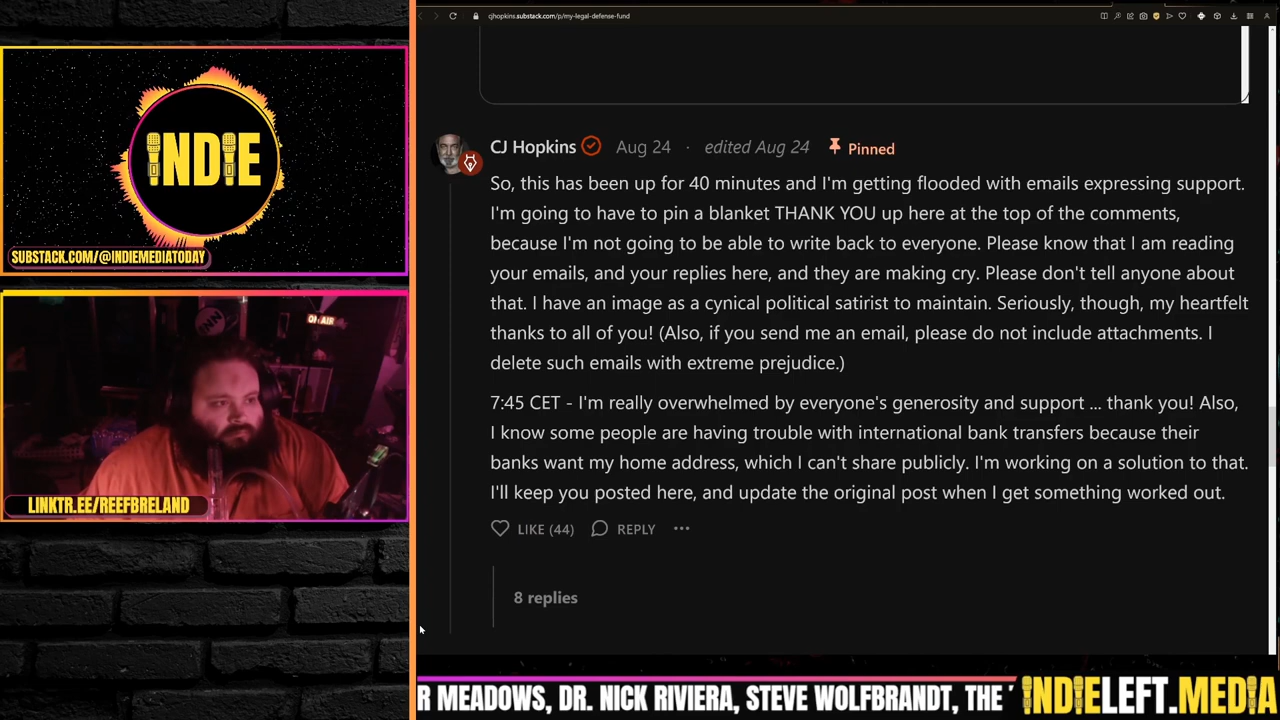 cjhopkins.substack.com/p/my-legal-defense-fund
INDIE
SUBSTACK.COM/@INDIEMEDIATODAY
ON AIR
INN
LINKTR.EE/REEFBRELAND
CJ Hopkins Aug 24 · edited Aug 24 Pinned
So, this has been up for 40 minutes and I'm getting flooded with emails expressing support.
I'm going to have to pin a blanket THANK YOU up here at the top of the comments,
because I'm not going to be able to write back to everyone. Please know that I am reading
your emails, and your replies here, and they are making cry. Please don't tell anyone about
that. I have an image as a cynical political satirist to maintain. Seriously, though, my heartfelt
thanks to all of you! (Also, if you send me an email, please do not include attachments. I
delete such emails with extreme prejudice.)
7:45 CET - I'm really overwhelmed by everyone's generosity and support ... thank you! Also,
I know some people are having trouble with international bank transfers because their
banks want my home address, which I can't share publicly. I'm working on a solution to that.
I'll keep you posted here, and update the original post when I get something worked out.
LIKE (44) REPLY ...
8 replies
R MEADOWS, DR. NICK RIVIERA, STEVE WOLFBRANDT, THE
INDIELEFT.MEDIA